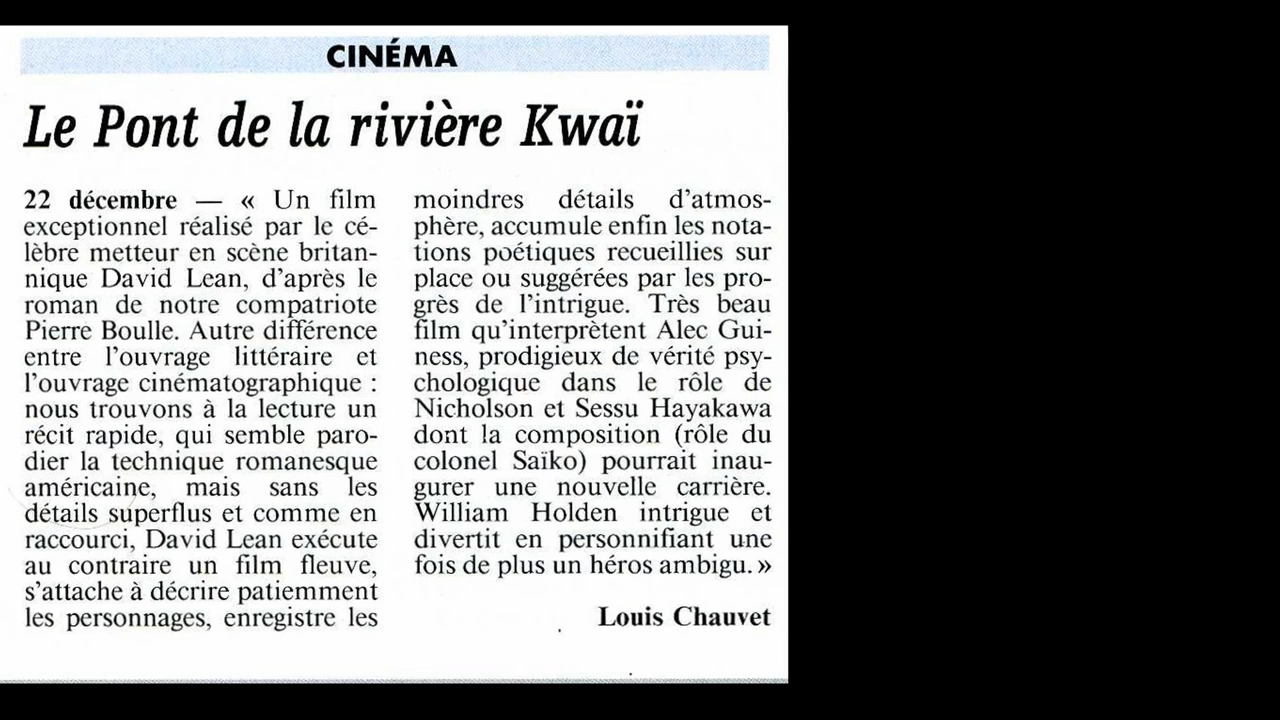 CINÉMA
Le Pont de la rivière Kwaï
22 décembre — « Un film
exceptionnel réalisé par le cé-
lèbre metteur en scène britan-
nique David Lean, d'après le
roman de notre compatriote
Pierre Boulle. Autre différence
entre l'ouvrage littéraire et
l'ouvrage cinématographique :
nous trouvons à la lecture un
récit rapide, qui semble paro-
dier la technique romanesque
américaine, mais sans les
détails superflus et comme en
raccourci, David Lean exécute
au contraire un film fleuve,
s'attache à décrire patiemment
les personnages, enregistre les
moindres détails d'atmos-
phère, accumule enfin les nota-
tions poétiques recueillies sur
place ou suggérées par les pro-
grès de l'intrigue. Très beau
film qu'interprètent Alec Gui-
ness, prodigieux de vérité psy-
chologique dans le rôle de
Nicholson et Sessu Hayakawa
dont la composition (rôle du
colonel Saïko) pourrait inau-
gurer une nouvelle carrière.
William Holden intrigue et
divertit en personnifiant une
fois de plus un héros ambigu. »
Louis Chauvet